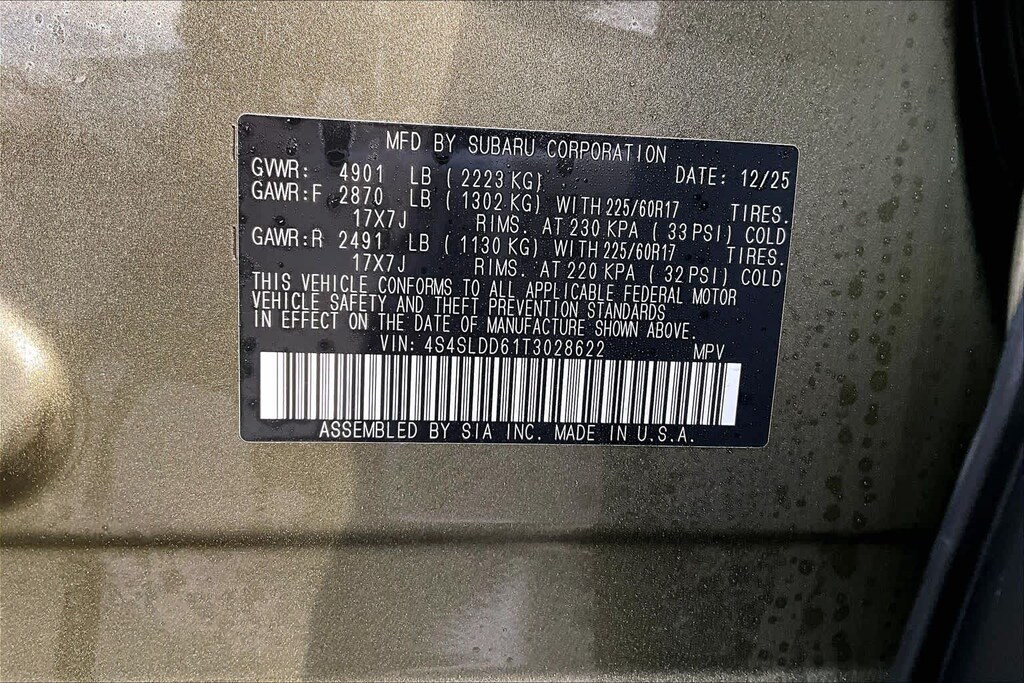 MFD BY SUBARU CORPORATION
GVWR: 4901 LB ( 2223 KG) DATE: 12/25
GAWR:F 2870 LB ( 1302 KG) WITH 225/60R17 TIRES.
17X7J RIMS. AT 230 KPA ( 33 PSI) COLD
GAWR:R 2491 LB ( 1130 KG) WITH 225/60R17 TIRES.
17X7J RIMS. AT 220 KPA ( 32 PSI) COLD
THIS VEHICLE CONFORMS TO ALL APPLICABLE FEDERAL MOTOR
VEHICLE SAFETY AND THEFT PREVENTION STANDARDS
IN EFFECT ON THE DATE OF MANUFACTURE SHOWN ABOVE.
VIN: 4S4SLDD61T3028622 MPV
ASSEMBLED BY SIA INC. MADE IN U.S.A.